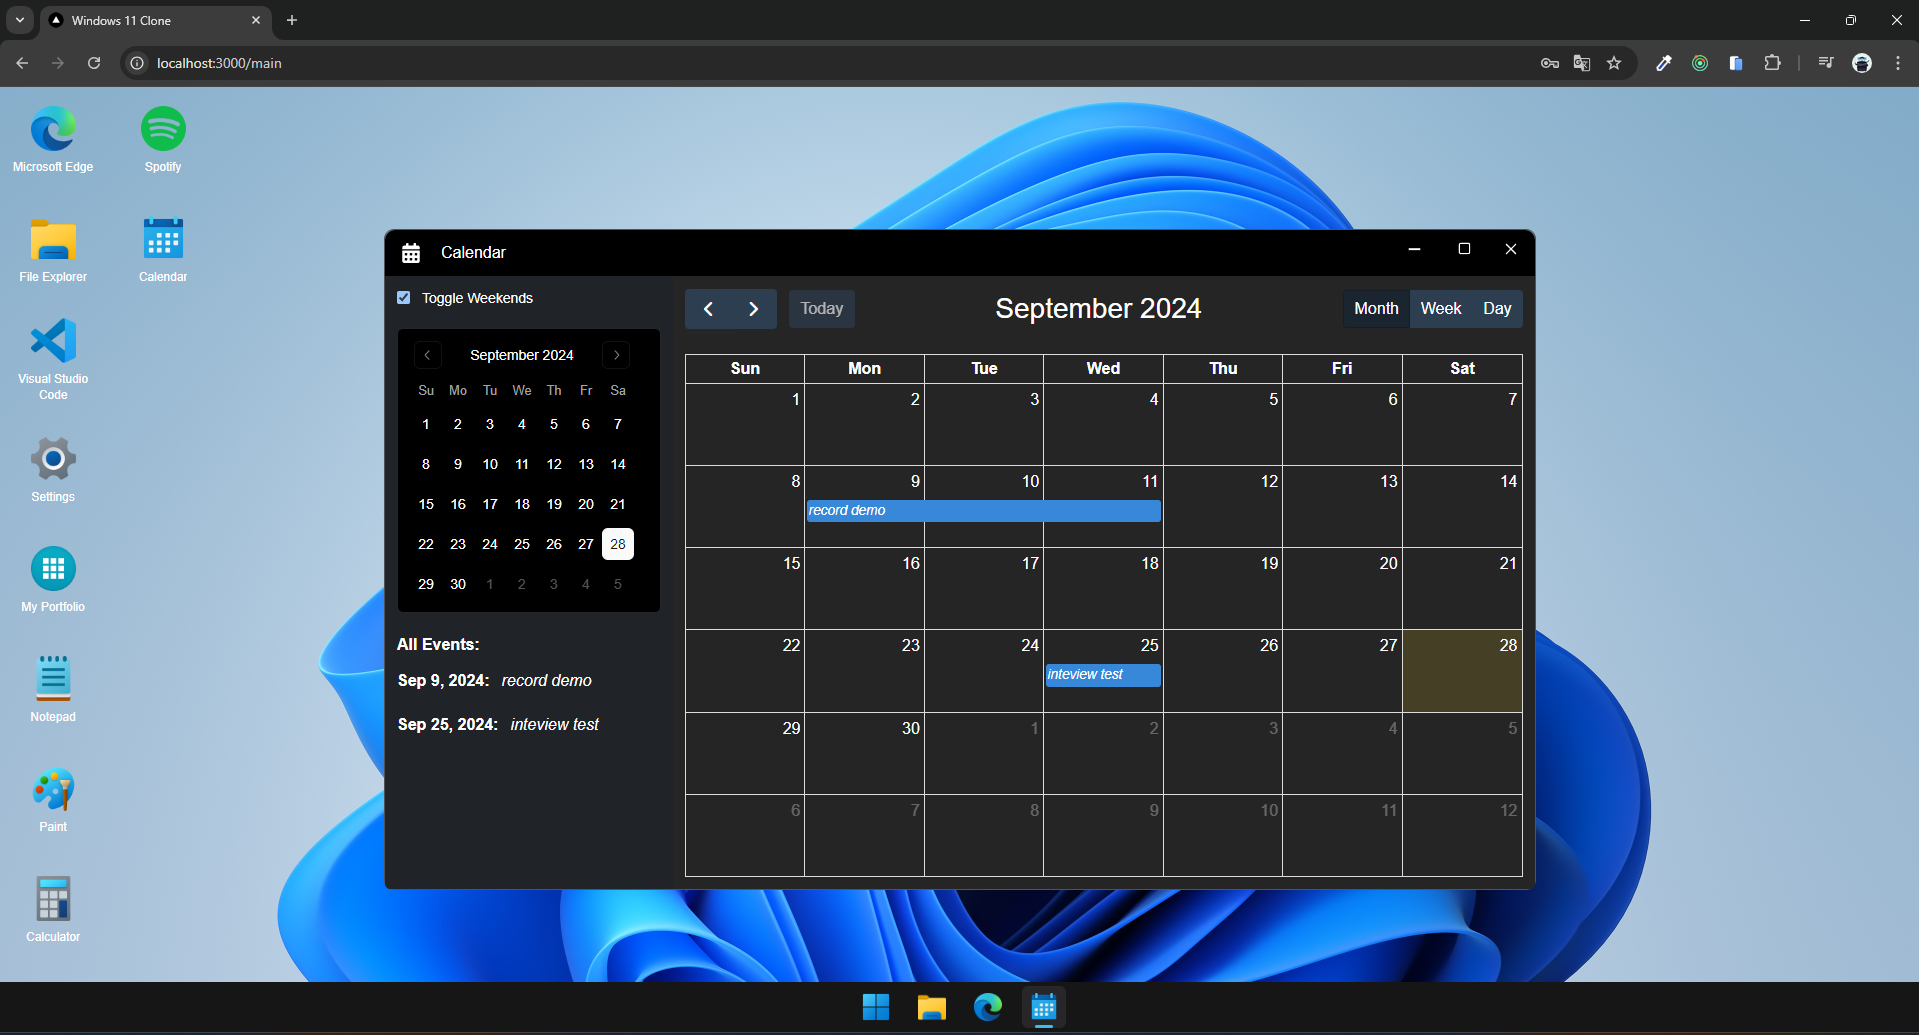 Windows 11 Clone
localhost:3000/main
Microsoft Edge
Spotify
File Explorer
Calendar
Visual Studio
Code
Settings
My Portfolio
Notepad
Paint
Calculator
Calendar
Toggle Weekends
September 2024
Su Mo Tu We Th Fr Sa
1 2 3 4 5 6 7
8 9 10 11 12 13 14
15 16 17 18 19 20 21
22 23 24 25 26 27 28
29 30 1 2 3 4 5
All Events:
Sep 9, 2024: record demo
Sep 25, 2024: inteview test
Today
September 2024
Month Week Day
Sun Mon Tue Wed Thu Fri Sat
1 2 3 4 5 6 7
8 9 10 11 12 13 14
record demo
15 16 17 18 19 20 21
22 23 24 25 26 27 28
inteview test
29 30 1 2 3 4 5
6 7 8 9 10 11 12